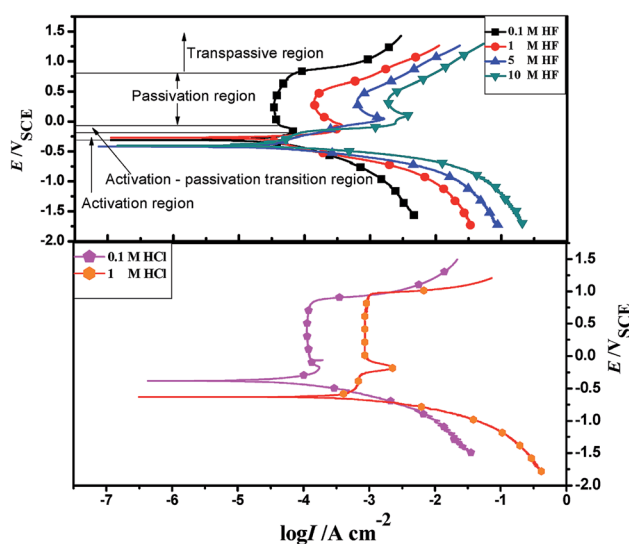 1.5
1.0
0.5
0.0
-0.5
-1.0
-1.5
-2.0
E /V_SCE
Transpassive region
Passivation region
Activation - passivation transition region
Activation region
0.1 M HF
1 M HF
5 M HF
10 M HF
0.1 M HCl
1 M HCl
1.5
1.0
0.5
0.0
-0.5
-1.0
-1.5
-2.0
E /V_SCE
-7 -6 -5 -4 -3 -2 -1 0
logI /A cm⁻²